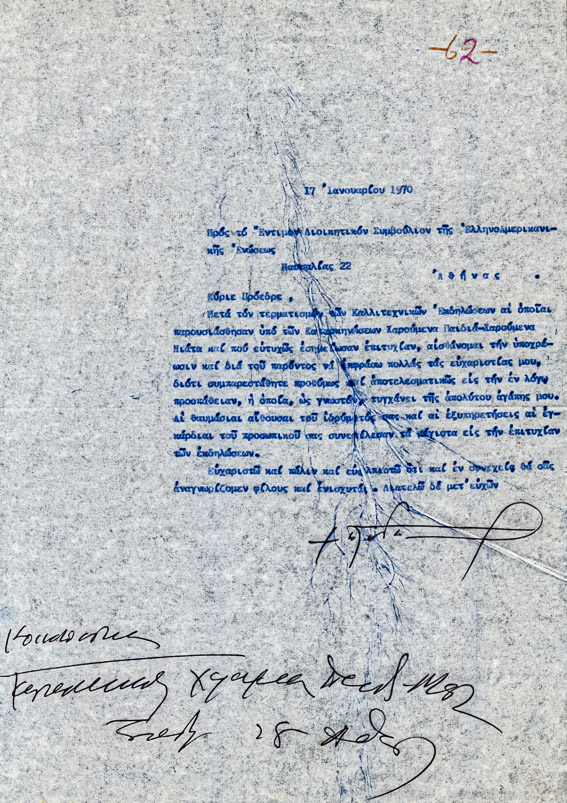 -62-
17 Ἰανουαρίου 1970
Πρός τό Ἔντιμον Διοικητικόν Συμβούλιον τῆς Ἑλληνοαμερικανι-
κῆς Ἑνώσεως
Μασσαλίας 22
Ἀθήνας .
Κύριε Πρόεδρε ,
Μετά τόν τερματισμόν τῶν Καλλιτεχνικῶν Ἐκδηλώσεων αἱ ὁποῖαι
παρουσιάσθησαν ὑπό τῶν Κατασκηνώσεων Χαρούμενα Παιδιά-Χαρούμενα
Νιάτα καί πού εὐτυχῶς ἐσημείωσαν ἐπιτυχίαν, αἰσθάνομαι τήν ὑποχρέ-
ωσιν καί διά τοῦ παρόντος νά ἐκφράσω πολλάς τάς εὐχαριστίας μου,
διότι συμπαρεστάθητε προθύμως καί ἀποτελεσματικῶς εἰς τήν ἐν λόγῳ
προσπάθειαν, ἡ ὁποία, ὡς γνωστόν, τυγχάνει τῆς ἀπολύτου ἀγάπης μου.
Αἱ θαυμάσιαι αἴθουσαι τοῦ ἱδρύματός σας καί αἱ ἐξυπηρετήσεις αἱ ἐγ-
κάρδιαι τοῦ προσωπικοῦ σας συνετέλεσαν τά μέγιστα εἰς τήν ἐπιτυχίαν
τῶν ἐκδηλώσεων.
Εὐχαριστῶ καί πάλιν καί εὐελπιστῶ ὅτι καί ἐν συνεχείᾳ θά σᾶς
ἀναγνωρίζομεν φίλους καί ἐνισχυτάς . Διατελῶ δέ μετ' εὐχῶν
28